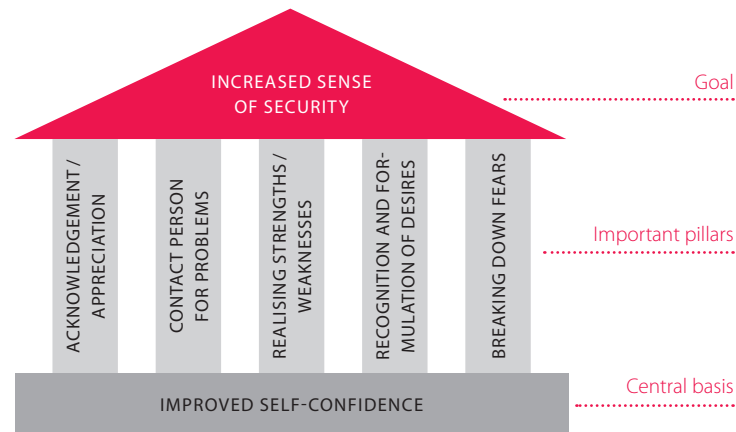 INCREASED SENSE
OF SECURITY
Goal
ACKNOWLEDGEMENT /
APPRECIATION
CONTACT PERSON
FOR PROBLEMS
REALISING STRENGTHS /
WEAKNESSES
RECOGNITION AND FOR-
MULATION OF DESIRES
BREAKING DOWN FEARS
Important pillars
IMPROVED SELF-CONFIDENCE
Central basis